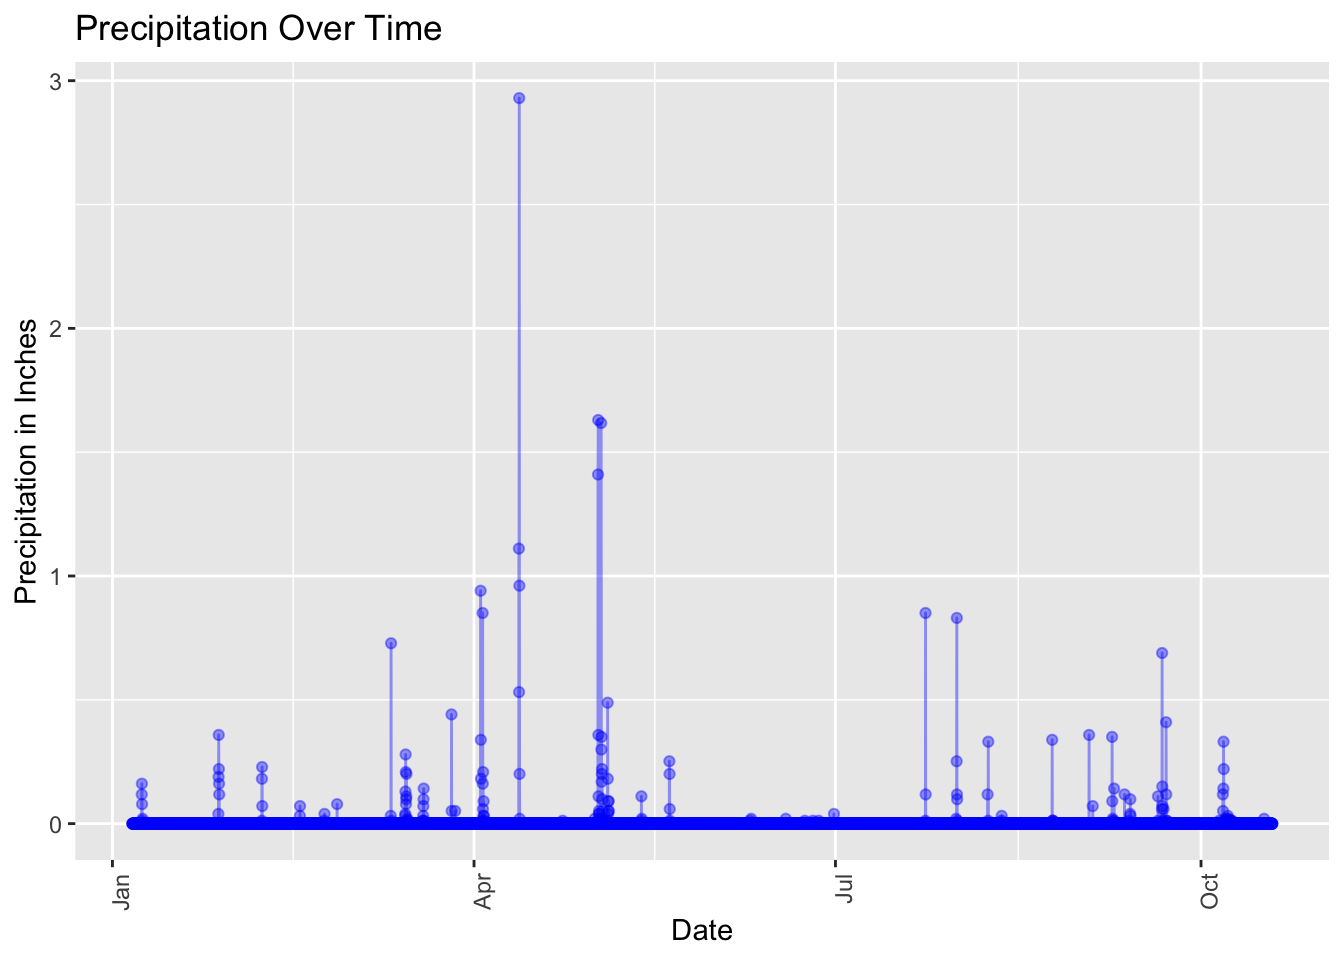 Precipitation Over Time
3
2
1
0
Precipitation in Inches
Jan
Apr
Jul
Oct
Date